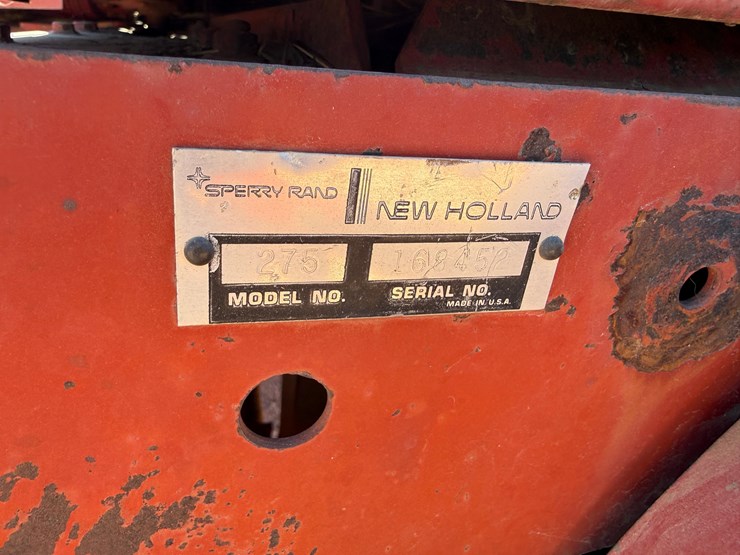 SPERRY RAND
NEW HOLLAND
275
MODEL NO.
SERIAL NO.
MADE IN U.S.A.